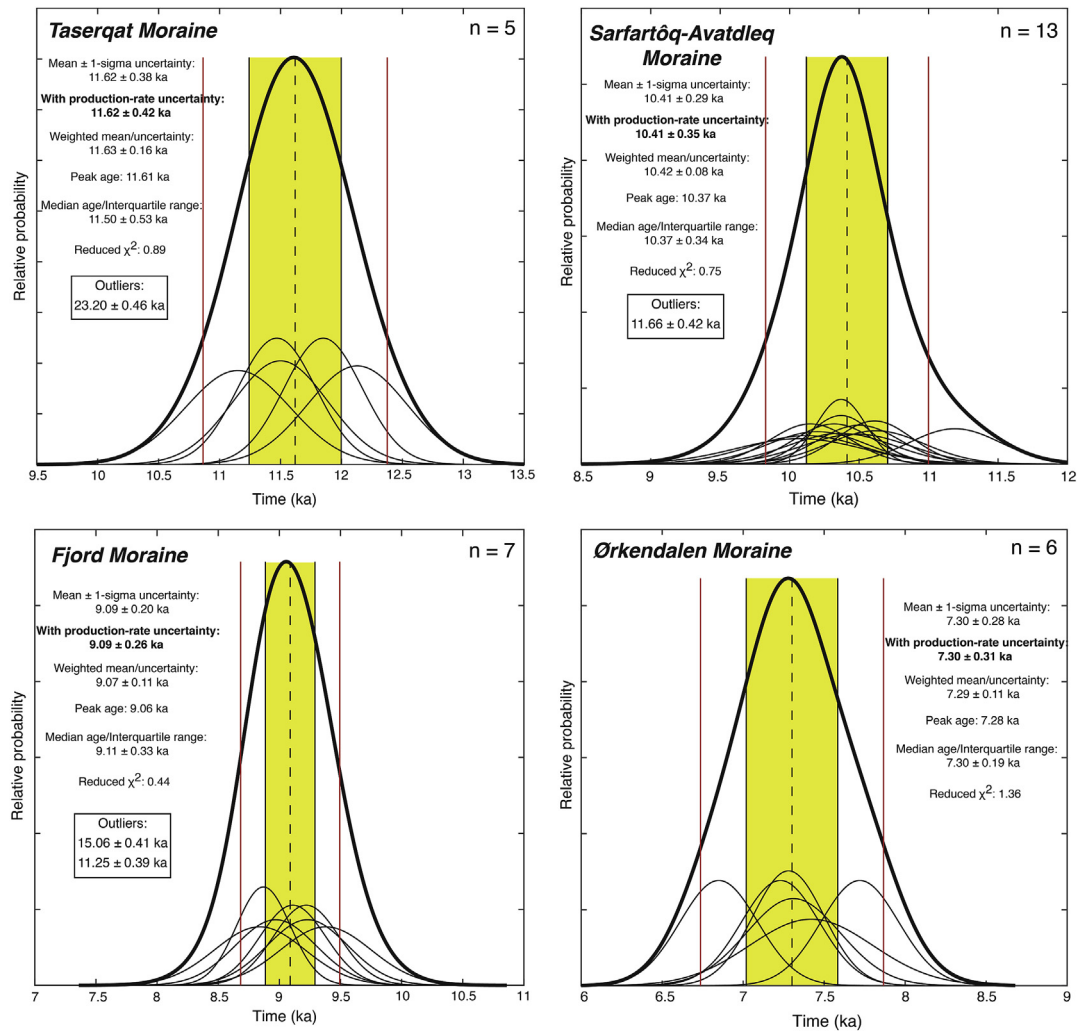 Taserqat Moraine
n = 5
Mean ± 1-sigma uncertainty:
11.62 ± 0.38 ka
With production-rate uncertainty:
11.62 ± 0.42 ka
Weighted mean/uncertainty:
11.63 ± 0.16 ka
Peak age: 11.61 ka
Median age/Interquartile range:
11.50 ± 0.53 ka
Reduced χ2: 0.89
Outliers:
23.20 ± 0.46 ka
Relative probability
9.5 10 10.5 11 11.5 12 12.5 13 13.5
Time (ka)
Sarfartôq-Avatdleq
Moraine
n = 13
Mean ± 1-sigma uncertainty:
10.41 ± 0.29 ka
With production-rate uncertainty:
10.41 ± 0.35 ka
Weighted mean/uncertainty:
10.42 ± 0.08 ka
Peak age: 10.37 ka
Median age/Interquartile range:
10.37 ± 0.34 ka
Reduced χ2: 0.75
Outliers:
11.66 ± 0.42 ka
Relative probability
8.5 9 9.5 10 10.5 11 11.5 12
Time (ka)
Fjord Moraine
n = 7
Mean ± 1-sigma uncertainty:
9.09 ± 0.20 ka
With production-rate uncertainty:
9.09 ± 0.26 ka
Weighted mean/uncertainty:
9.07 ± 0.11 ka
Peak age: 9.06 ka
Median age/Interquartile range:
9.11 ± 0.33 ka
Reduced χ2: 0.44
Outliers:
15.06 ± 0.41 ka
11.25 ± 0.39 ka
Relative probability
7 7.5 8 8.5 9 9.5 10 10.5 11
Time (ka)
Ørkendalen Moraine
n = 6
Mean ± 1-sigma uncertainty:
7.30 ± 0.28 ka
With production-rate uncertainty:
7.30 ± 0.31 ka
Weighted mean/uncertainty:
7.29 ± 0.11 ka
Peak age: 7.28 ka
Median age/Interquartile range:
7.30 ± 0.19 ka
Reduced χ2: 1.36
Relative probability
6 6.5 7 7.5 8 8.5 9
Time (ka)